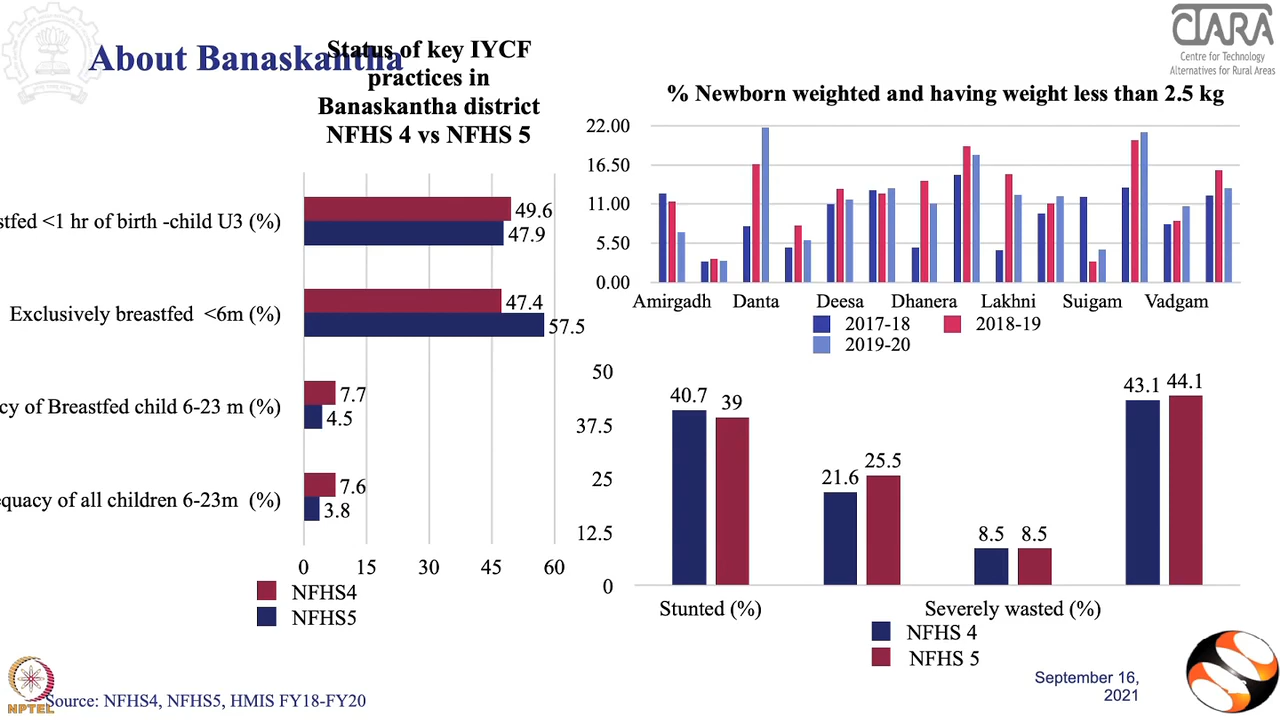 About Banaskantha
Status of key IYCF
practices in
Banaskantha district
NFHS 4 vs NFHS 5
stfed <1 hr of birth -child U3 (%)
49.6
47.9
Exclusively breastfed <6m (%)
47.4
57.5
cy of Breastfed child 6-23 m (%)
7.7
4.5
equacy of all children 6-23m (%)
7.6
3.8
0 15 30 45 60
NFHS4
NFHS5
CTARA
Centre for Technology
Alternatives for Rural Areas
% Newborn weighted and having weight less than 2.5 kg
22.00
16.50
11.00
5.50
0.00
Amirgadh Danta Deesa Dhanera Lakhni Suigam Vadgam
2017-18 2018-19
2019-20
50
37.5
25
12.5
0
40.7 39
21.6 25.5
8.5 8.5
43.1 44.1
Stunted (%) Severely wasted (%)
NFHS 4
NFHS 5
September 16,
2021
NPTEL
Source: NFHS4, NFHS5, HMIS FY18-FY20